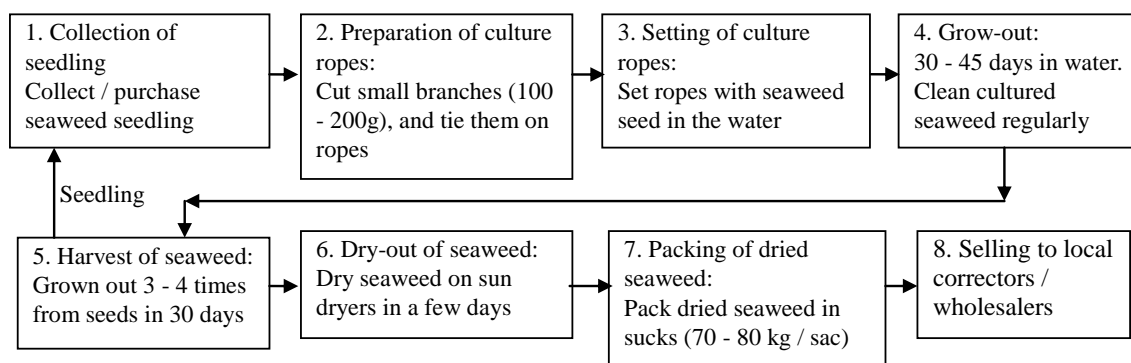 1. Collection of
seedling
Collect / purchase
seaweed seedling
2. Preparation of culture
ropes:
Cut small branches (100
- 200g), and tie them on
ropes
3. Setting of culture
ropes:
Set ropes with seaweed
seed in the water
4. Grow-out:
30 - 45 days in water.
Clean cultured
seaweed regularly
Seedling
5. Harvest of seaweed:
Grown out 3 - 4 times
from seeds in 30 days
6. Dry-out of seaweed:
Dry seaweed on sun
dryers in a few days
7. Packing of dried
seaweed:
Pack dried seaweed in
sucks (70 - 80 kg / sac)
8. Selling to local
correctors /
wholesalers